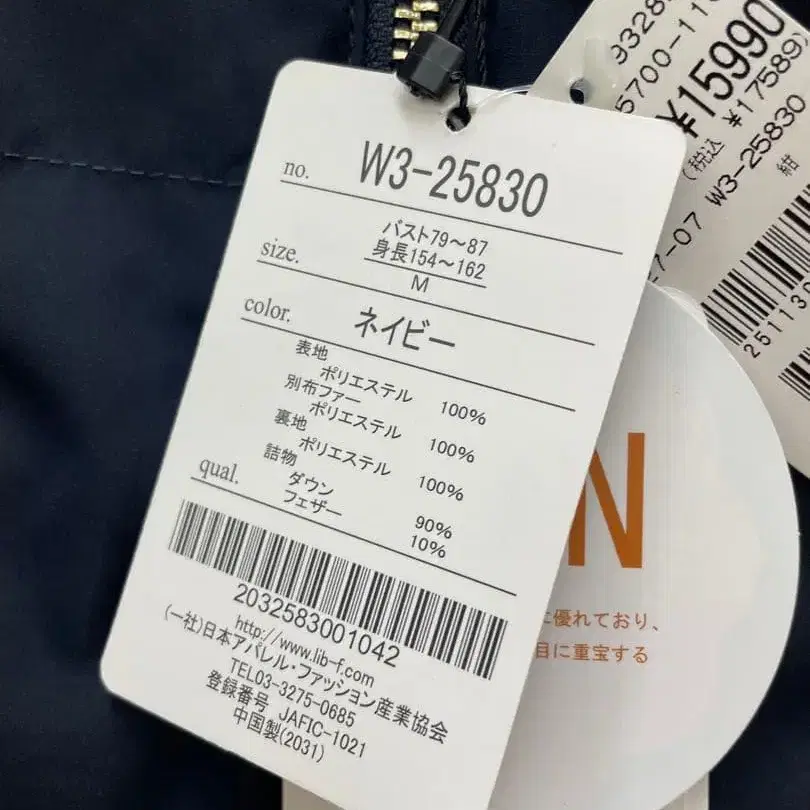 no. W3-25830
size.
バスト79～87
身長154～162
M
color. ネイビー
表地
ポリエステル 100%
別布ファー
ポリエステル 100%
裏地
ポリエステル 100%
詰物
qual. ダウン 90%
フェザー 10%
2032583001042
http://www.lib-f.com
(一社)日本アパレル・ファッション産業協会
TEL03-3275-0685
登録番号 JAFIC-1021
中国製(2031)
¥15990
(税込 ¥17589)
W3-25830
紺
N
に優れており、
目に重宝する